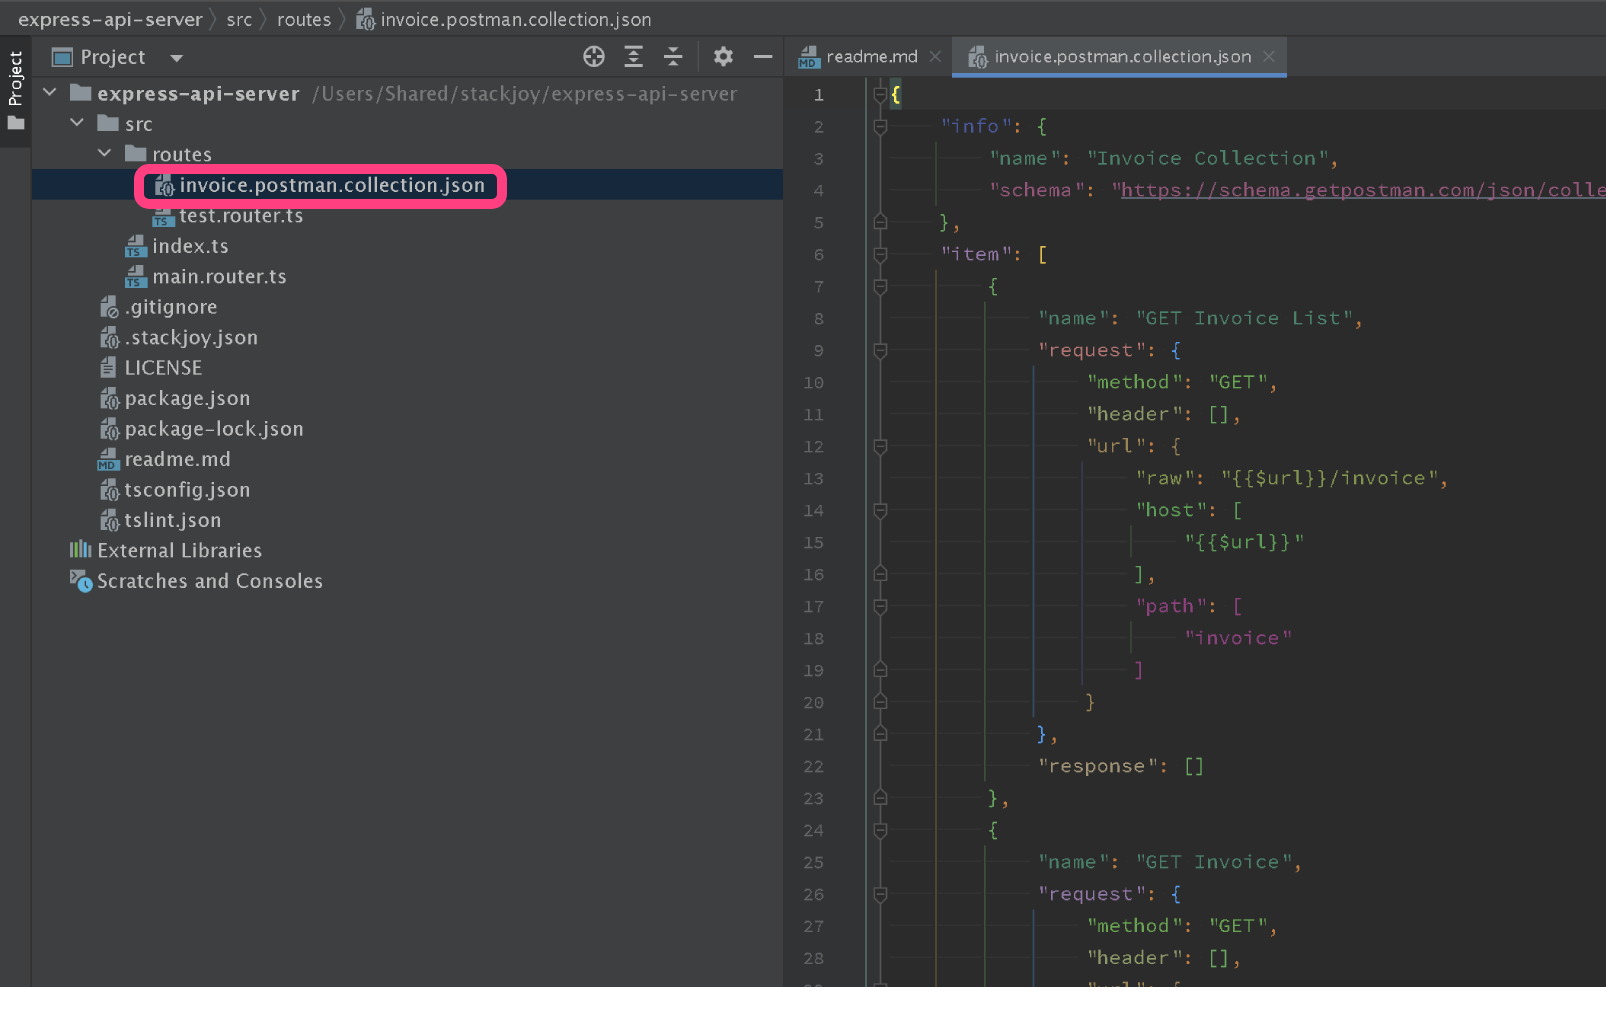 express-api-server src routes invoice.postman.collection.json
Project
Project
readme.md
invoice.postman.collection.json
express-api-server /Users/Shared/stackjoy/express-api-server
src
routes
invoice.postman.collection.json
test.router.ts
index.ts
main.router.ts
.gitignore
.stackjoy.json
LICENSE
package.json
package-lock.json
readme.md
tsconfig.json
tslint.json
External Libraries
Scratches and Consoles
1 {
2 "info": {
3 "name": "Invoice Collection",
4 "schema": "https://schema.getpostman.com/json/colle
5 },
6 "item": [
7 {
8 "name": "GET Invoice List",
9 "request": {
10 "method": "GET",
11 "header": [],
12 "url": {
13 "raw": "{{$url}}/invoice",
14 "host": [
15 "{{$url}}"
16 ],
17 "path": [
18 "invoice"
19 ]
20 }
21 },
22 "response": []
23 },
24 {
25 "name": "GET Invoice",
26 "request": {
27 "method": "GET",
28 "header": [],